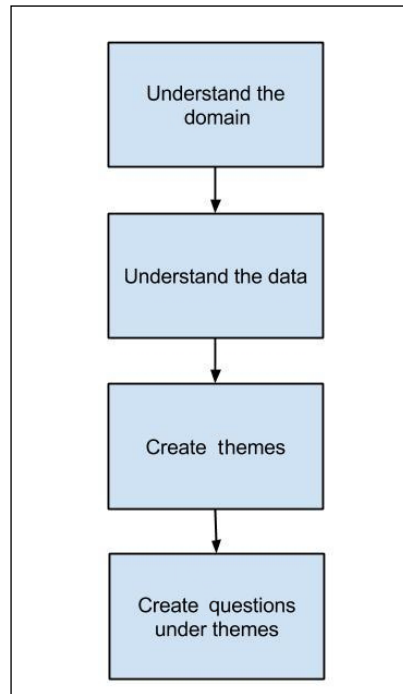 Understand the
domain
Understand the data
Create themes
Create questions
under themes